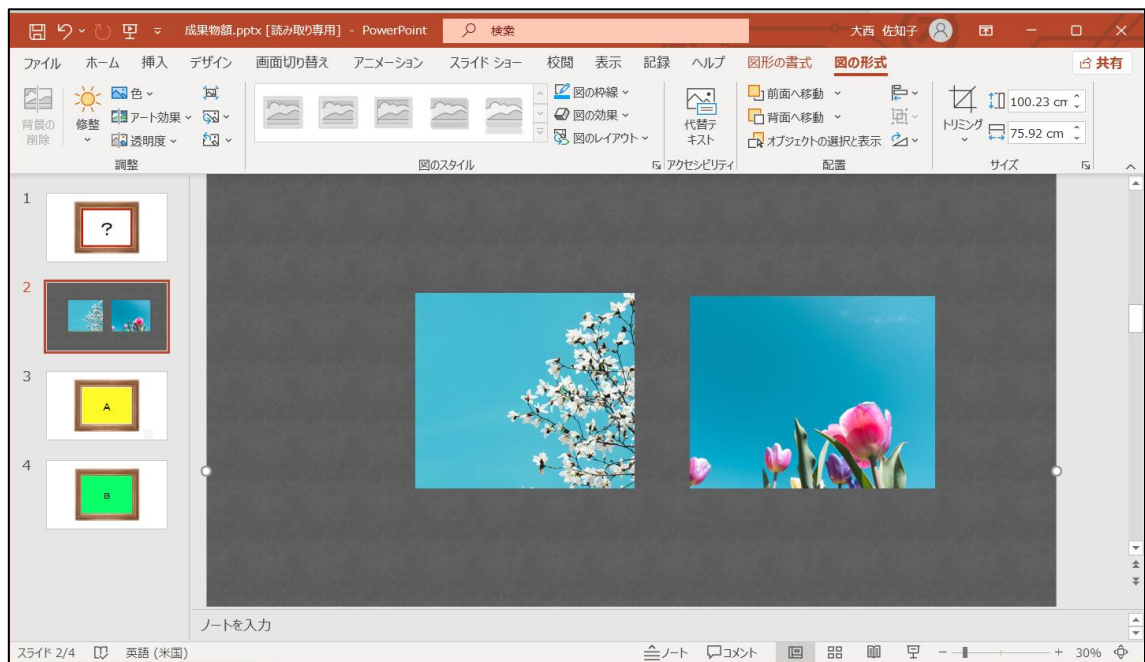 成果物額.pptx [読み取り専用] - PowerPoint
検索
大西 佐知子
ファイル ホーム 挿入 デザイン 画面切り替え アニメーション スライド ショー 校閲 表示 記録 ヘルプ 図形の書式 図の形式 共有
背景の削除
修整
色
アート効果
透明度
調整
図のスタイル
図の枠線
図の効果
図のレイアウト
代替テキスト
アクセシビリティ
前面へ移動
背面へ移動
オブジェクトの選択と表示
配置
トリミング
100.23 cm
75.92 cm
サイズ
1
?
2
3
A
4
B
ノートを入力
スライド 2/4 英語 (米国) ノート コメント 30%